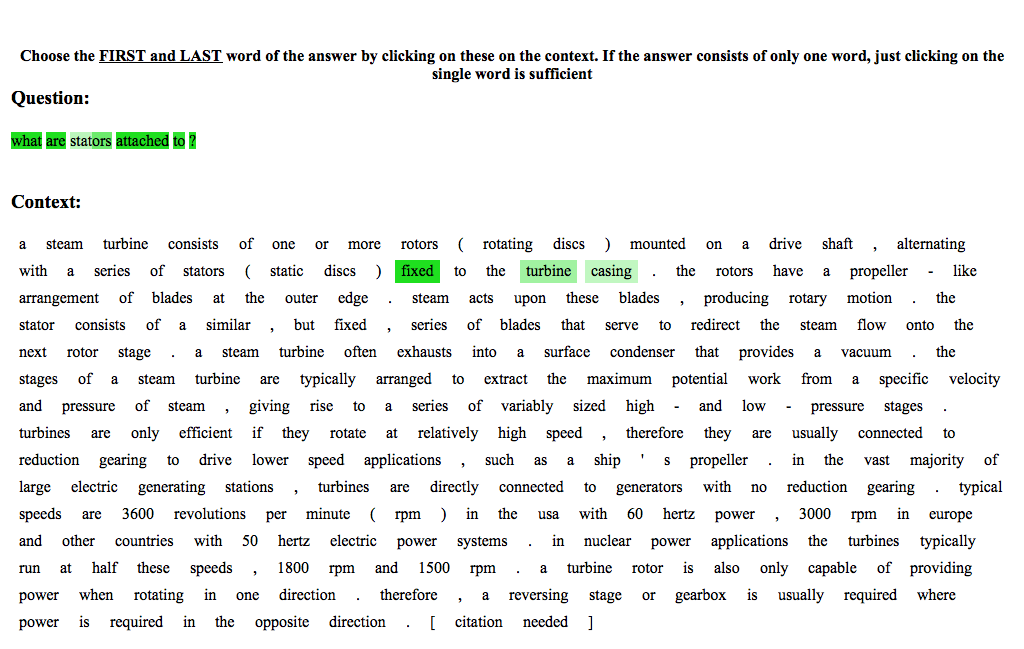 Choose the FIRST and LAST word of the answer by clicking on these on the context. If the answer consists of only one word, just clicking on the
single word is sufficient
Question:
what are stators attached to ?
Context:
a steam turbine consists of one or more rotors ( rotating discs ) mounted on a drive shaft , alternating
with a series of stators ( static discs ) fixed to the turbine casing . the rotors have a propeller - like
arrangement of blades at the outer edge . steam acts upon these blades , producing rotary motion . the
stator consists of a similar , but fixed , series of blades that serve to redirect the steam flow onto the
next rotor stage . a steam turbine often exhausts into a surface condenser that provides a vacuum . the
stages of a steam turbine are typically arranged to extract the maximum potential work from a specific velocity
and pressure of steam , giving rise to a series of variably sized high - and low - pressure stages .
turbines are only efficient if they rotate at relatively high speed , therefore they are usually connected to
reduction gearing to drive lower speed applications , such as a ship ' s propeller . in the vast majority of
large electric generating stations , turbines are directly connected to generators with no reduction gearing . typical
speeds are 3600 revolutions per minute ( rpm ) in the usa with 60 hertz power , 3000 rpm in europe
and other countries with 50 hertz electric power systems . in nuclear power applications the turbines typically
run at half these speeds , 1800 rpm and 1500 rpm . a turbine rotor is also only capable of providing
power when rotating in one direction . therefore , a reversing stage or gearbox is usually required where
power is required in the opposite direction . [ citation needed ]